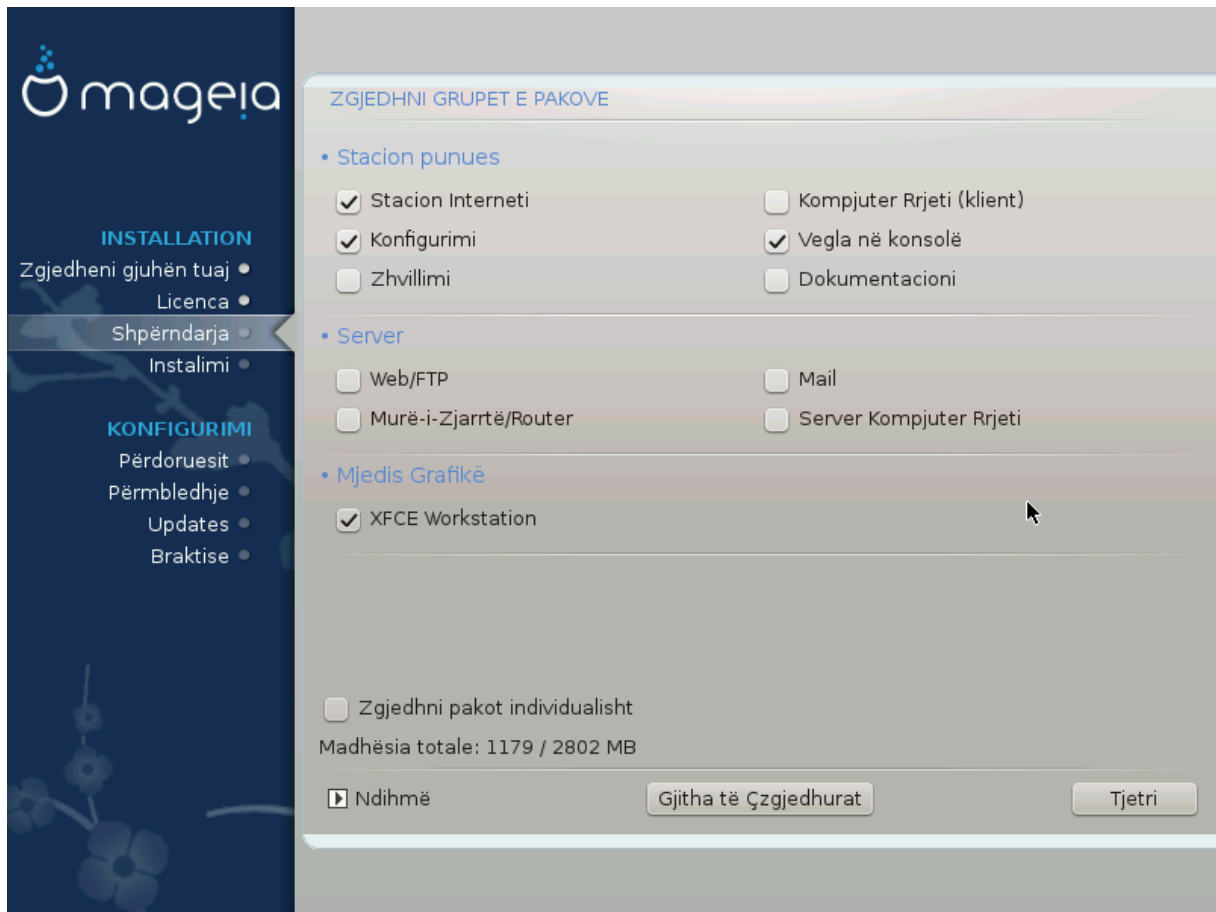 mageia
INSTALLATION
Zgjedheni gjuhën tuaj
Licenca
Shpërndarja
Instalimi
KONFIGURIMI
Përdoruesit
Përmbledhje
Updates
Braktise
ZGJEDHNI GRUPET E PAKOVE
• Stacion punues
Stacion Interneti
Kompjuter Rrjeti (klient)
Konfigurimi
Vegla në konsolë
Zhvillimi
Dokumentacioni
• Server
Web/FTP
Mail
Murë-i-Zjarrtë/Router
Server Kompjuter Rrjeti
• Mjedis Grafikë
XFCE Workstation
Zgjedhni pakot individualisht
Madhësia totale: 1179 / 2802 MB
Ndihmë
Gjitha të Çzgjedhurat
Tjetri